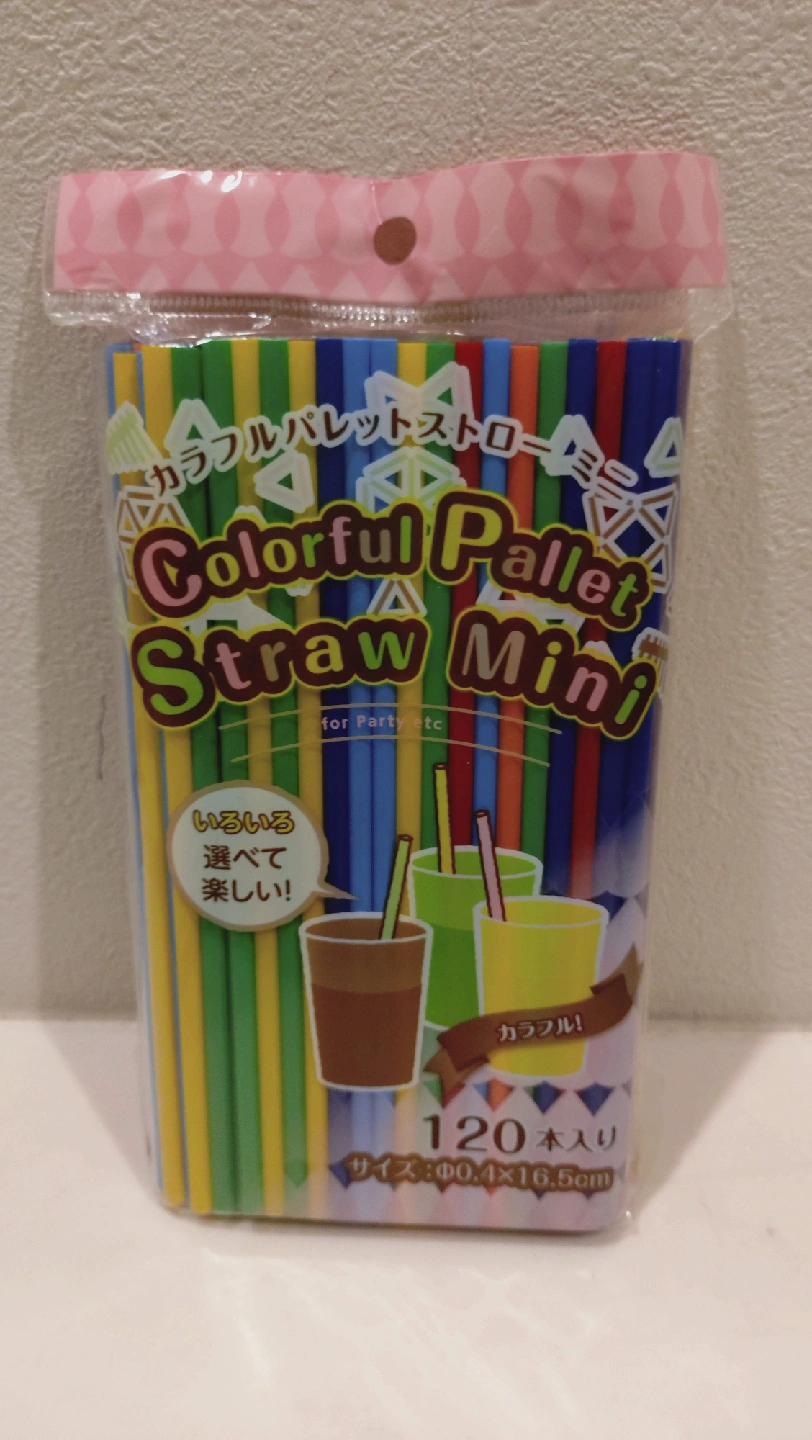 カラフルパレットストロー ミニ
Colorful Pallet
Straw Mini
for Party etc
いろいろ
選べて
楽しい!
カラフル!
120本入り
サイズ:Φ0.4×16.5cm